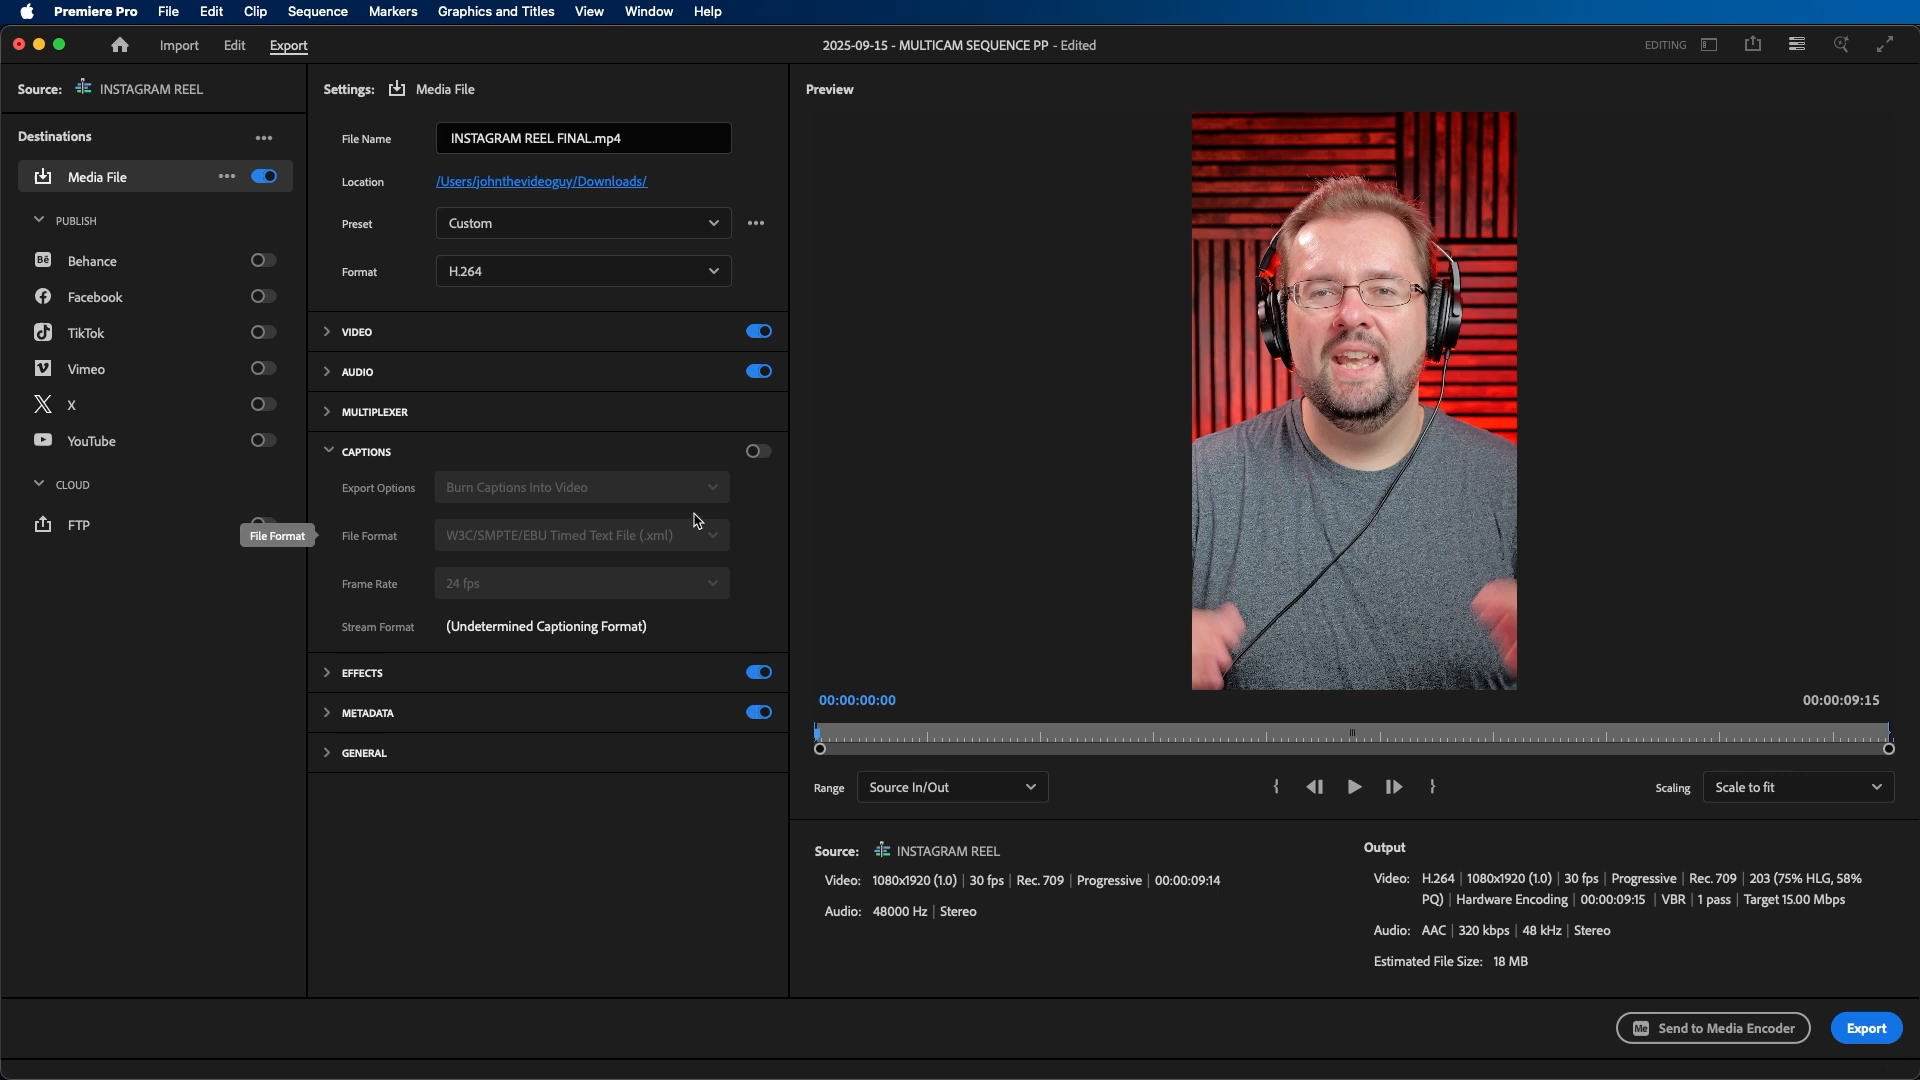 Premiere Pro File Edit Clip Sequence Markers Graphics and Titles View Window Help
Import Edit Export
2025-09-15 - MULTICAM SEQUENCE PP - Edited
EDITING
Source: INSTAGRAM REEL
Destinations
Media File
PUBLISH
Behance
Facebook
TikTok
Vimeo
X
YouTube
CLOUD
FTP
File Format
Settings: Media File
File Name INSTAGRAM REEL FINAL.mp4
Location /Users/johnthevideoguy/Downloads/
Preset Custom
Format H.264
VIDEO
AUDIO
MULTIPLEXER
CAPTIONS
Export Options Burn Captions Into Video
File Format W3C/SMPTE/EBU Timed Text File (.xml)
Frame Rate 24 fps
Stream Format (Undetermined Captioning Format)
EFFECTS
METADATA
GENERAL
Preview
00:00:00:00 00:00:09:15
Range Source In/Out Scaling Scale to fit
Source: INSTAGRAM REEL
Video: 1080x1920 (1.0) | 30 fps | Rec. 709 | Progressive | 00:00:09:14
Audio: 48000 Hz | Stereo
Output
Video: H.264 | 1080x1920 (1.0) | 30 fps | Progressive | Rec. 709 | 203 (75% HLG, 58%
PQ) | Hardware Encoding | 00:00:09:15 | VBR | 1 pass | Target 15.00 Mbps
Audio: AAC | 320 kbps | 48 kHz | Stereo
Estimated File Size: 18 MB
Me Send to Media Encoder Export